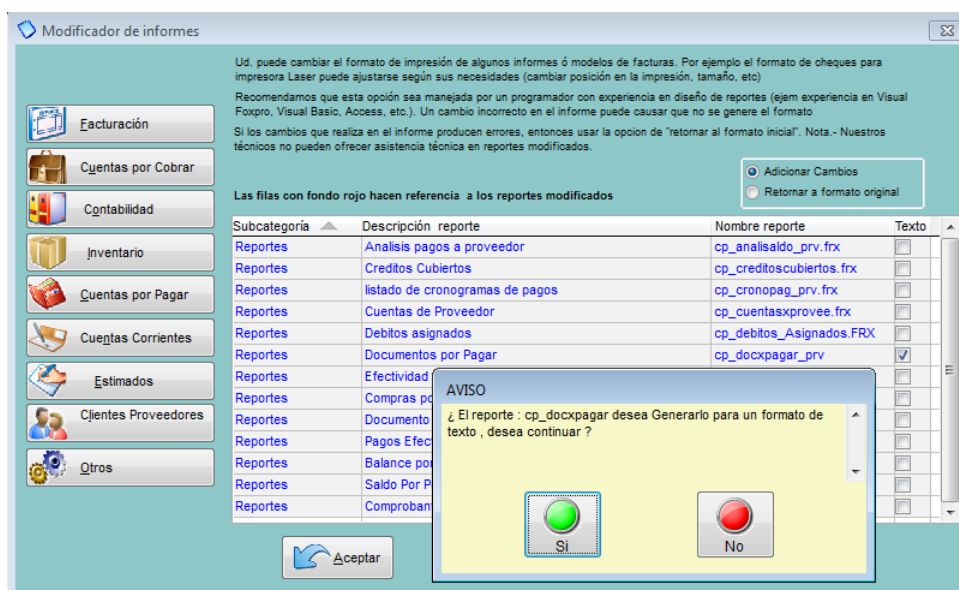 Modificador de informes
Ud. puede cambiar el formato de impresión de algunos informes ó modelos de facturas. Por ejemplo el formato de cheques para
impresora Laser puede ajustarse según sus necesidades (cambiar posición en la impresión, tamaño, etc)
Recomendamos que esta opción sea manejada por un programador con experiencia en diseño de reportes (ejem experiencia en Visual
Foxpro, Visual Basic, Access, etc.). Un cambio incorrecto en el informe puede causar que no se genere el formato
Si los cambios que realiza en el informe producen errores, entonces usar la opcion de "retornar al formato inicial". Nota.- Nuestros
técnicos no pueden ofrecer asistencia técnica en reportes modificados.
Facturación
Cuentas por Cobrar
Contabilidad
Inventario
Cuentas por Pagar
Cuentas Corrientes
Estimados
Clientes Proveedores
Otros
Adicionar Cambios
Retornar a formato original
Las filas con fondo rojo hacen referencia a los reportes modificados
Subcategoría Descripción reporte Nombre reporte Texto
Reportes Analisis pagos a proveedor cp_analisaldo_prv.frx
Reportes Creditos Cubiertos cp_creditoscubiertos.frx
Reportes listado de cronogramas de pagos cp_cronopag_prv.frx
Reportes Cuentas de Proveedor cp_cuentasxprovee.frx
Reportes Debitos asignados cp_debitos_Asignados.FRX
Reportes Documentos por Pagar cp_docxpagar_prv
Reportes Efectividad
Reportes Compras po
Reportes Documento
Reportes Pagos Efec
Reportes Balance por
Reportes Saldo Por P
Reportes Comproban
AVISO
¿ El reporte : cp_docxpagar desea Generarlo para un formato de
texto , desea continuar ?
Si
No
Aceptar